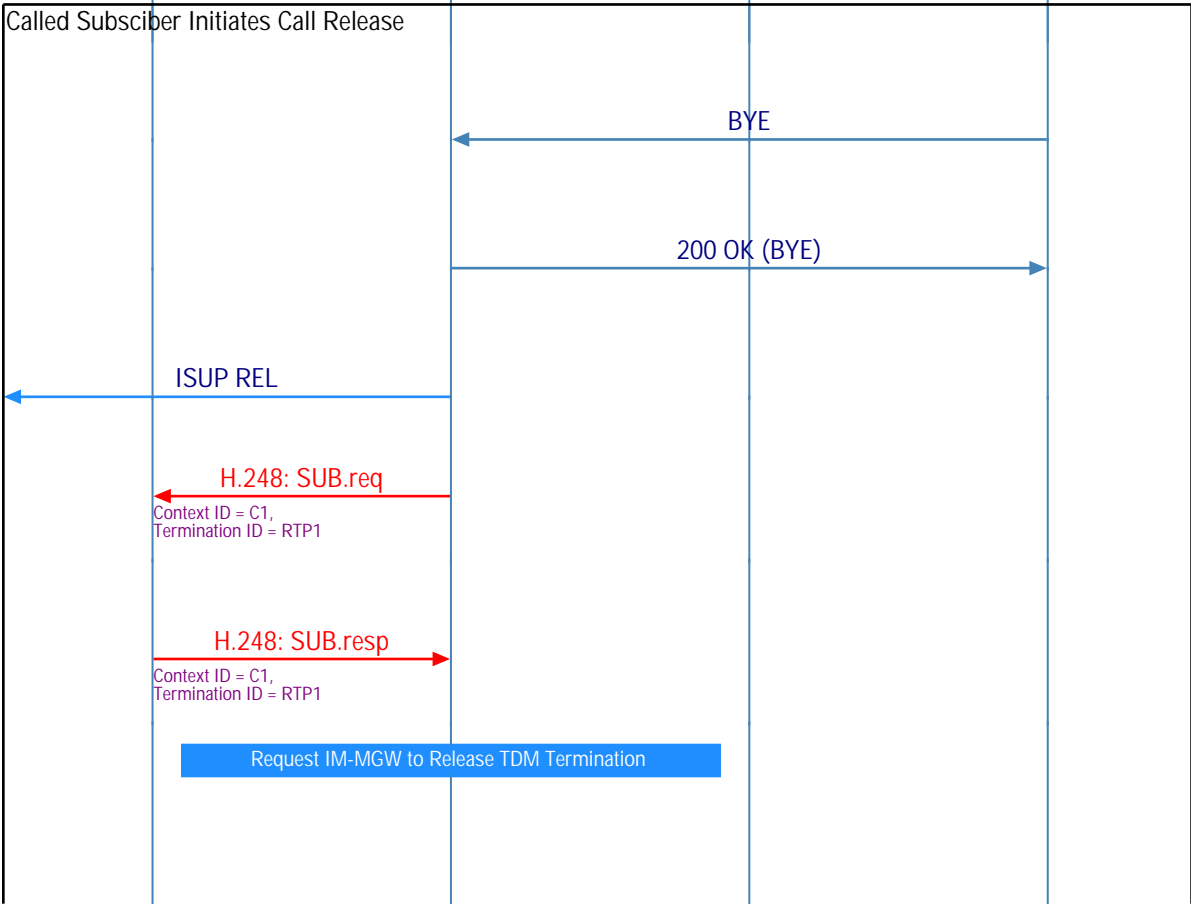 Called Subsciber Initiates Call Release
BYE
200 OK (BYE)
ISUP REL
H.248: SUB.req
Context ID = C1,
Termination ID = RTP1
H.248: SUB.resp
Context ID = C1,
Termination ID = RTP1
Request IM-MGW to Release TDM Termination